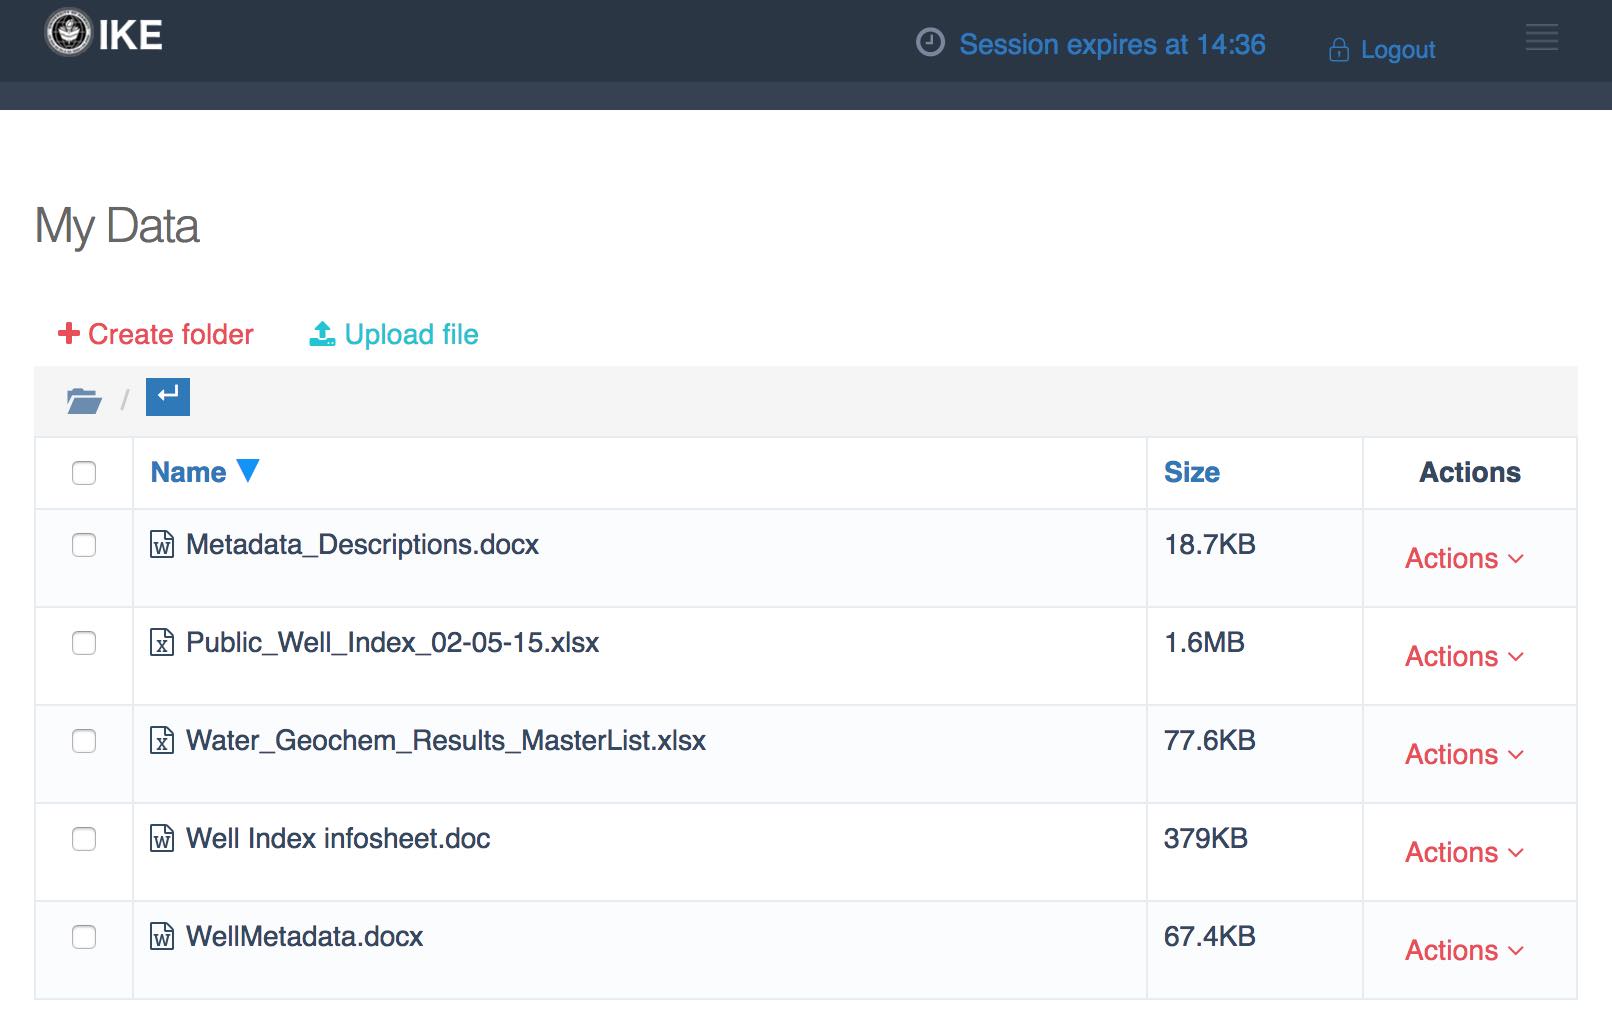 IKE
Session expires at 14:36
Logout
My Data
Create folder
Upload file
/
Name Size Actions
Metadata_Descriptions.docx 18.7KB Actions
Public_Well_Index_02-05-15.xlsx 1.6MB Actions
Water_Geochem_Results_MasterList.xlsx 77.6KB Actions
Well Index infosheet.doc 379KB Actions
WellMetadata.docx 67.4KB Actions